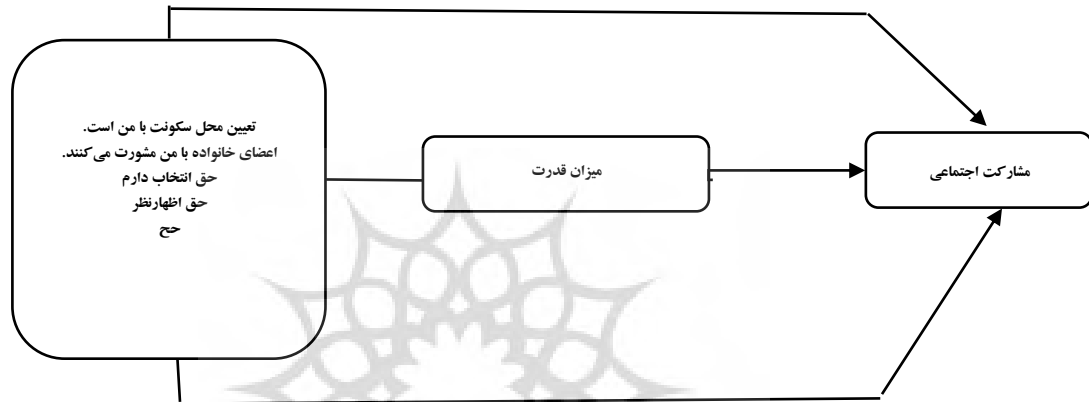 تعیین محل سکونت با من است.
اعضای خانواده با من مشورت می‌کنند.
حق انتخاب دارم
حق اظهارنظر
حج
میزان قدرت
مشارکت اجتماعی